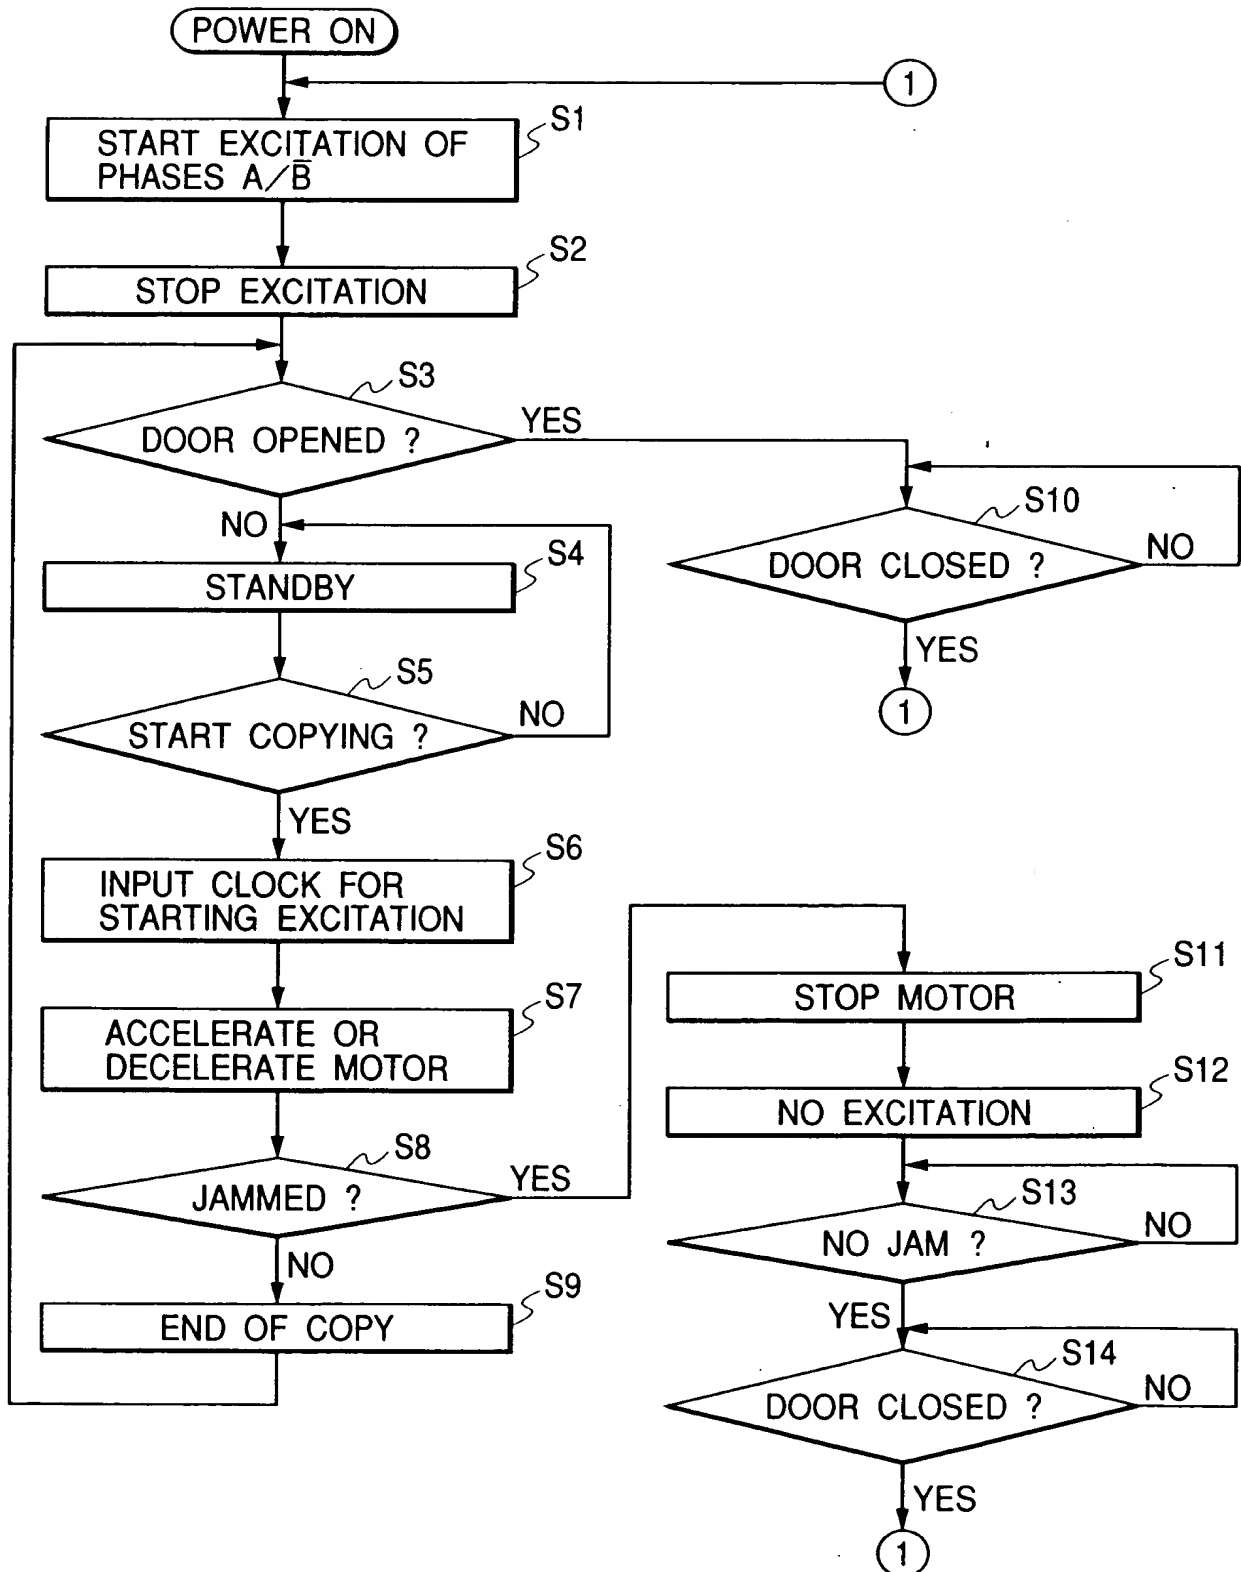 POWER ON
1
S1
START EXCITATION OF
PHASES A/B̅
S2
STOP EXCITATION
S3
DOOR OPENED ?
YES
NO
S10
DOOR CLOSED ?
NO
YES
1
S4
STANDBY
S5
START COPYING ?
NO
YES
S6
INPUT CLOCK FOR
STARTING EXCITATION
S7
ACCELERATE OR
DECELERATE MOTOR
S8
JAMMED ?
YES
NO
S9
END OF COPY
S11
STOP MOTOR
S12
NO EXCITATION
S13
NO JAM ?
NO
YES
S14
DOOR CLOSED ?
NO
YES
1